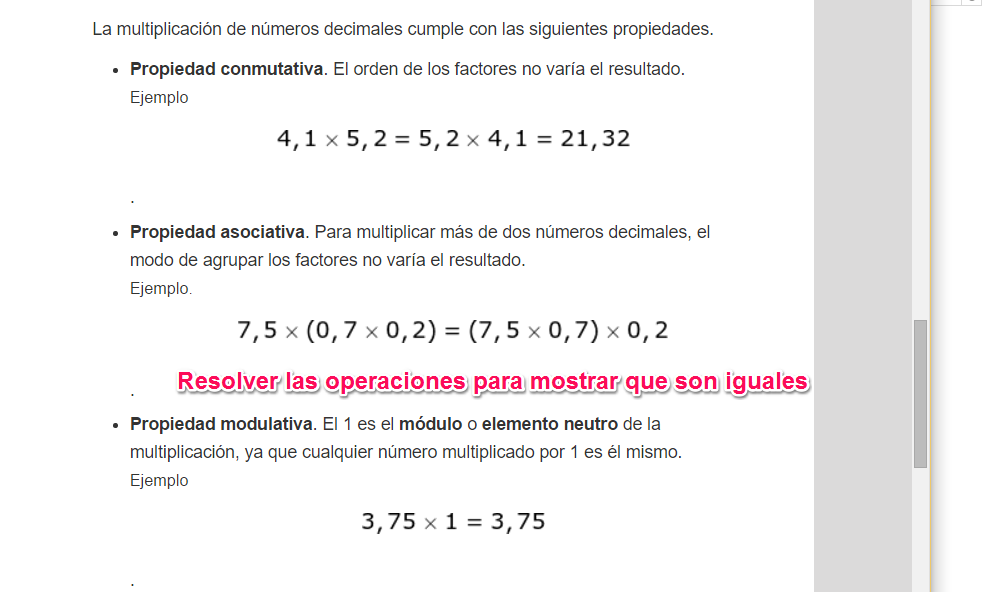 La multiplicación de números decimales cumple con las siguientes propiedades.
• Propiedad conmutativa. El orden de los factores no varía el resultado.
Ejemplo
4,1 × 5,2 = 5,2 × 4,1 = 21,32
.
• Propiedad asociativa. Para multiplicar más de dos números decimales, el
modo de agrupar los factores no varía el resultado.
Ejemplo.
7,5 × (0,7 × 0,2) = (7,5 × 0,7) × 0,2
Resolver las operaciones para mostrar que son iguales
.
• Propiedad modulativa. El 1 es el módulo o elemento neutro de la
multiplicación, ya que cualquier número multiplicado por 1 es él mismo.
Ejemplo
3,75 × 1 = 3,75
.